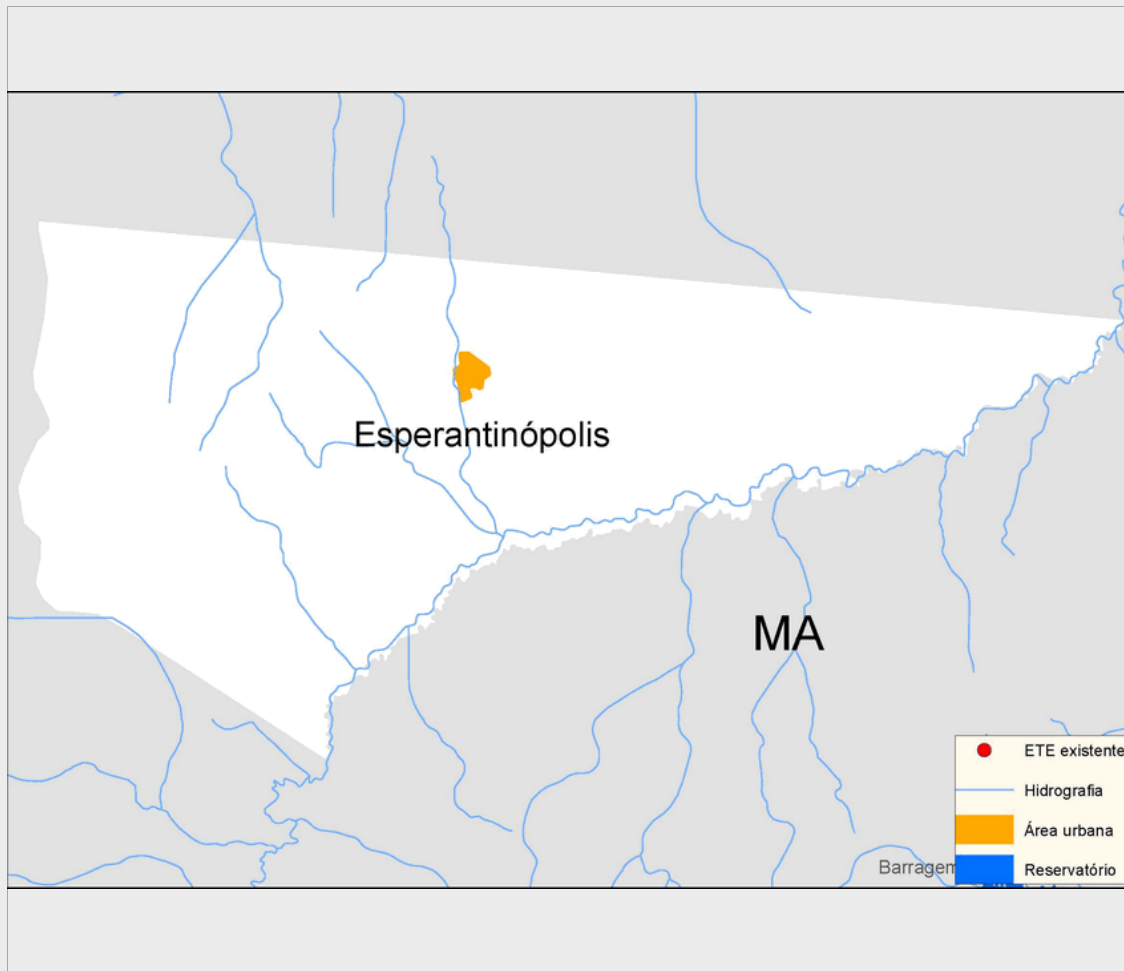 Esperantinópolis
MA
ETE existente
Hidrografia
Área urbana
Barragem
Reservatório